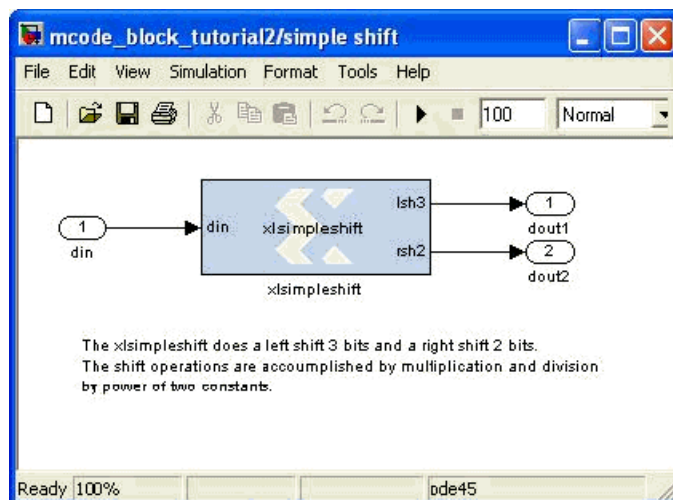 mcode_block_tutorial2/simple shift
File Edit View Simulation Format Tools Help
100 Normal
1
din
din xlsimpleshift lsh3
rsh2
xlsimpleshift
1
dout1
2
dout2
The xlsimpleshift does a left shift 3 bits and a right shift 2 bits.
The shift operations are accoumplished by multiplication and division
by power of two constants.
Ready 100% ode45